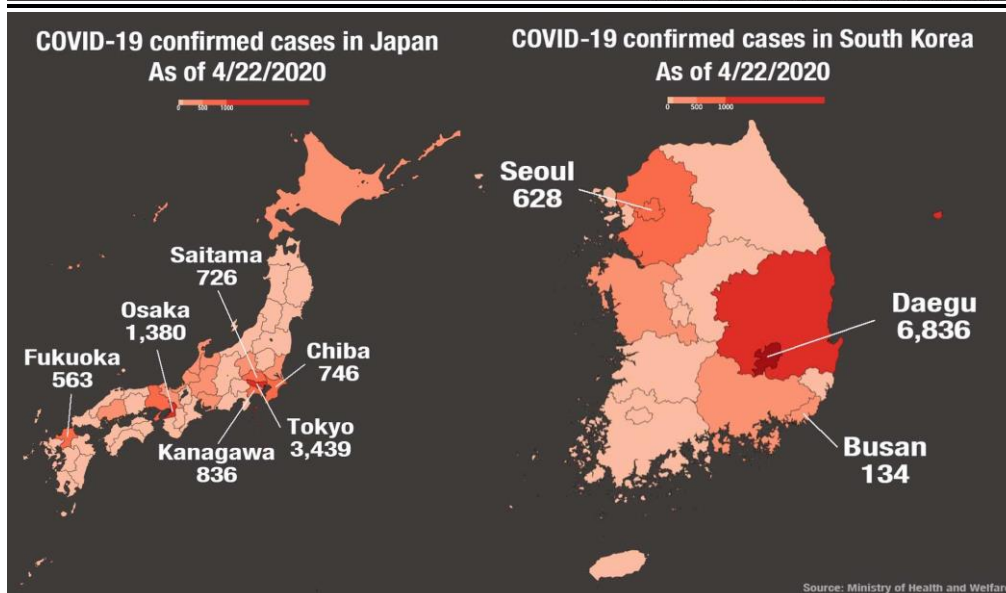 COVID-19 confirmed cases in Japan
As of 4/22/2020
0 500 1000
Saitama
726
Osaka
1,380
Fukuoka
563
Chiba
746
Tokyo
3,439
Kanagawa
836
COVID-19 confirmed cases in South Korea
As of 4/22/2020
0 500 1000
Seoul
628
Daegu
6,836
Busan
134
Source: Ministry of Health and Welfare